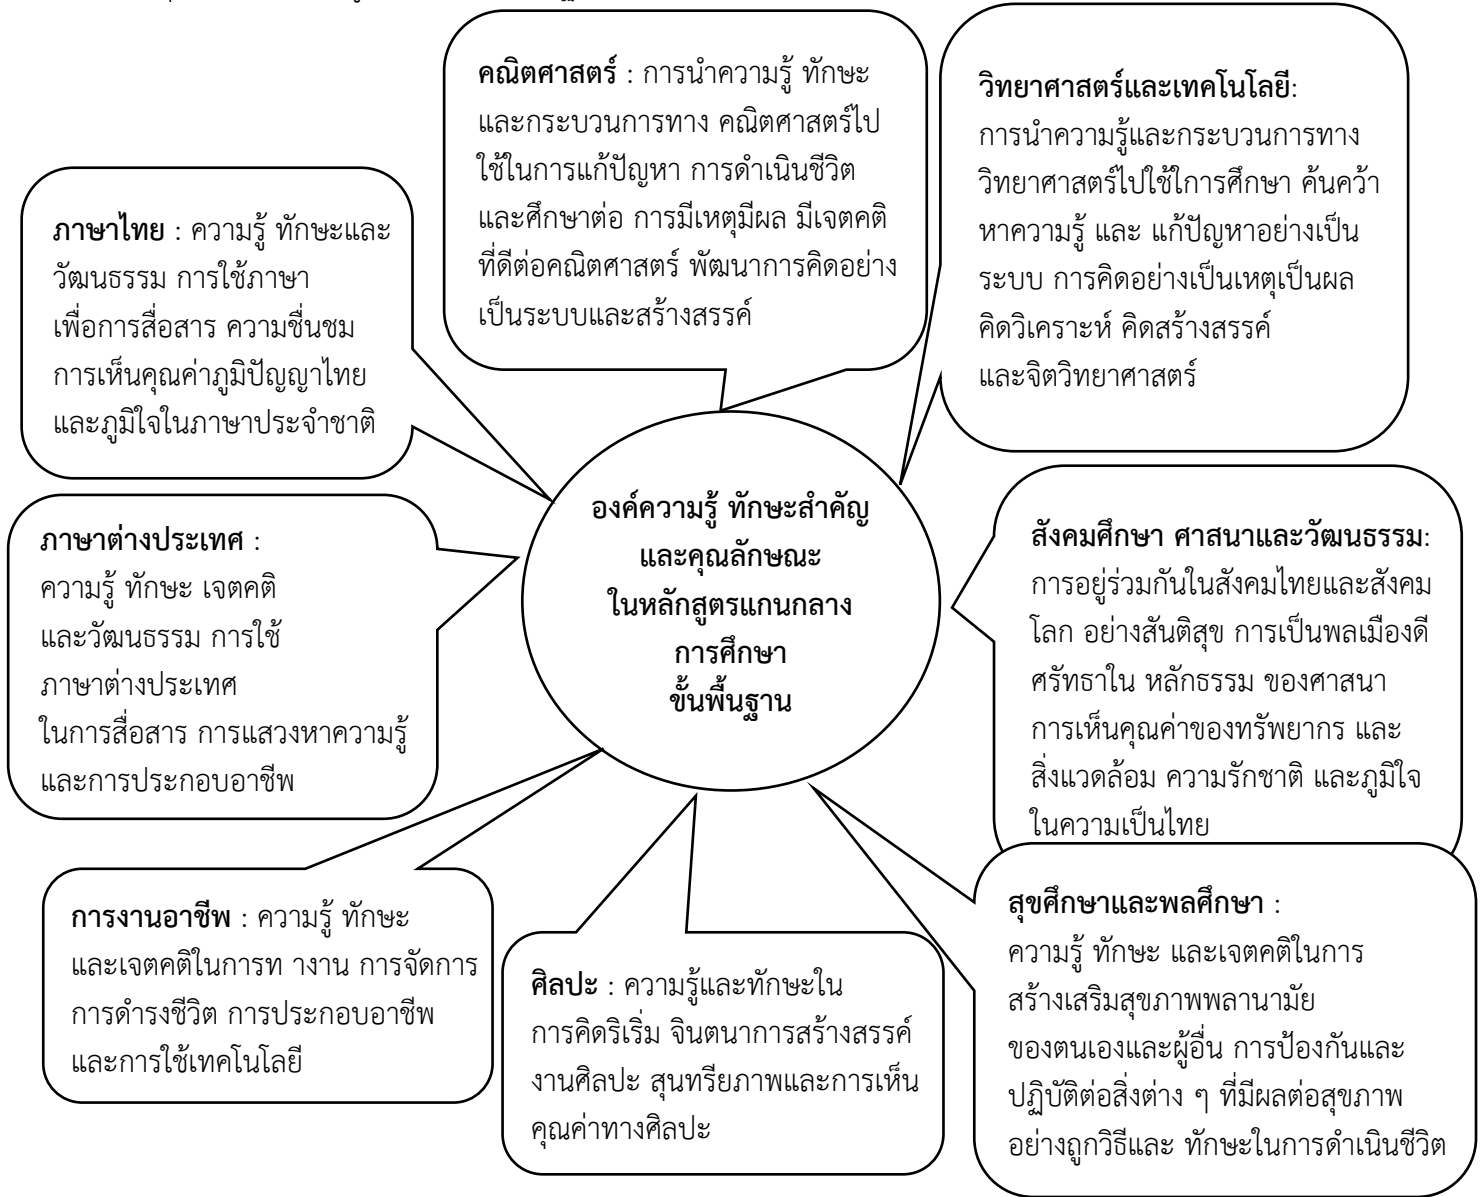 คณิตศาสตร์ : การนำความรู้ ทักษะ
และกระบวนการทาง คณิตศาสตร์ไป
ใช้ในการแก้ปัญหา การดำเนินชีวิต
และศึกษาต่อ การมีเหตุมีผล มีเจตคติ
ที่ดีต่อคณิตศาสตร์ พัฒนาการคิดอย่าง
เป็นระบบและสร้างสรรค์
วิทยาศาสตร์และเทคโนโลยี:
การนำความรู้และกระบวนการทาง
วิทยาศาสตร์ไปใช้ใการศึกษา ค้นคว้า
หาความรู้ และ แก้ปัญหาอย่างเป็น
ระบบ การคิดอย่างเป็นเหตุเป็นผล
คิดวิเคราะห์ คิดสร้างสรรค์
และจิตวิทยาศาสตร์
ภาษาไทย : ความรู้ ทักษะและ
วัฒนธรรม การใช้ภาษา
เพื่อการสื่อสาร ความชื่นชม
การเห็นคุณค่าภูมิปัญญาไทย
และภูมิใจในภาษาประจำชาติ
องค์ความรู้ ทักษะสำคัญ
และคุณลักษณะ
ในหลักสูตรแกนกลาง
การศึกษา
ขั้นพื้นฐาน
ภาษาต่างประเทศ :
ความรู้ ทักษะ เจตคติ
และวัฒนธรรม การใช้
ภาษาต่างประเทศ
ในการสื่อสาร การแสวงหาความรู้
และการประกอบอาชีพ
สังคมศึกษา ศาสนาและวัฒนธรรม:
การอยู่ร่วมกันในสังคมไทยและสังคม
โลก อย่างสันติสุข การเป็นพลเมืองดี
ศรัทธาใน หลักธรรม ของศาสนา
การเห็นคุณค่าของทรัพยากร และ
สิ่งแวดล้อม ความรักชาติ และภูมิใจ
ในความเป็นไทย
การงานอาชีพ : ความรู้ ทักษะ
และเจตคติในการท างาน การจัดการ
การดำรงชีวิต การประกอบอาชีพ
และการใช้เทคโนโลยี
ศิลปะ : ความรู้และทักษะใน
การคิดริเริ่ม จินตนาการสร้างสรรค์
งานศิลปะ สุนทรียภาพและการเห็น
คุณค่าทางศิลปะ
สุขศึกษาและพลศึกษา :
ความรู้ ทักษะ และเจตคติในการ
สร้างเสริมสุขภาพพลานามัย
ของตนเองและผู้อื่น การป้องกันและ
ปฏิบัติต่อสิ่งต่าง ๆ ที่มีผลต่อสุขภาพ
อย่างถูกวิธีและ ทักษะในการดำเนินชีวิต